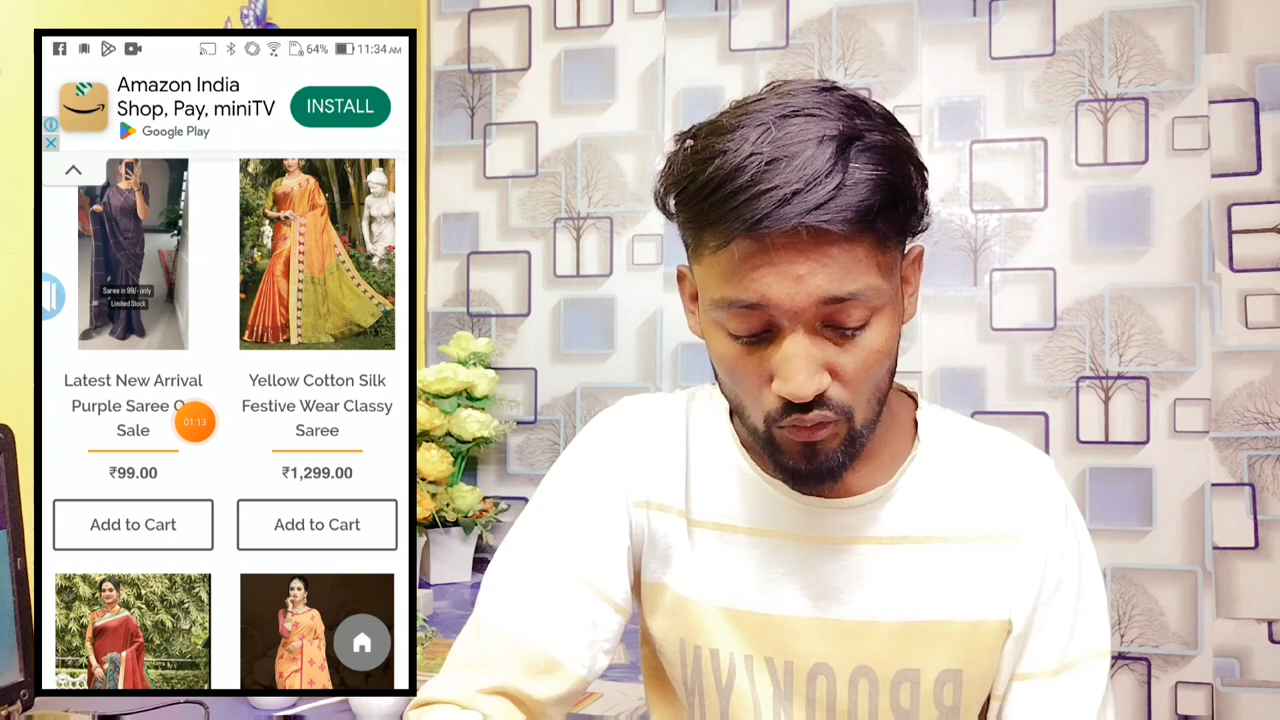 64% 11:34 AM
Amazon India
Shop, Pay, miniTV
Google Play
INSTALL
Saree in 99/-only
Limited Stock
Latest New Arrival
Purple Saree O
Sale
₹99.00
Add to Cart
Yellow Cotton Silk
Festive Wear Classy
Saree
₹1,299.00
Add to Cart
01:13
BROOKLYN